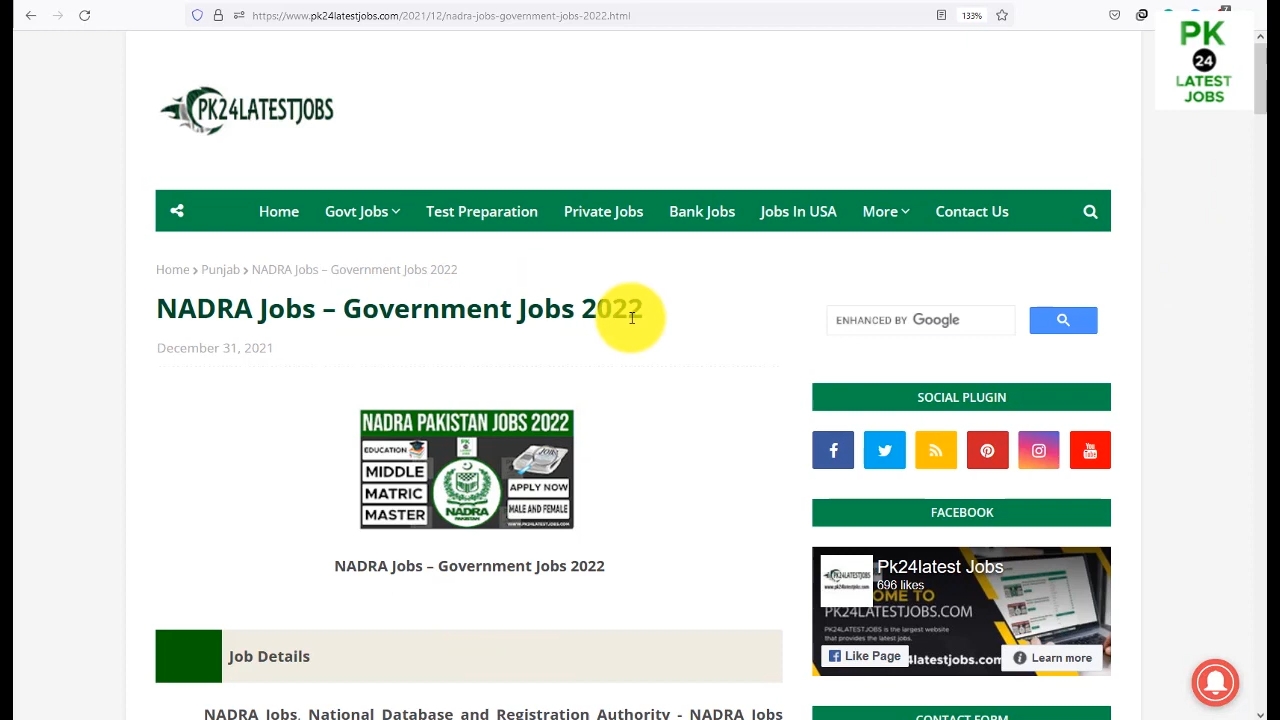 https://www.pk24latestjobs.com/2021/12/nadra-jobs-government-jobs-2022.html
133%
PK
24
LATEST
JOBS
PK24LATESTJOBS
Home
Govt Jobs
Test Preparation
Private Jobs
Bank Jobs
Jobs In USA
More
Contact Us
Home > Punjab > NADRA Jobs – Government Jobs 2022
NADRA Jobs – Government Jobs 2022
December 31, 2021
NADRA PAKISTAN JOBS 2022
EDUCATION
MIDDLE
MATRIC
MASTER
NADRA
PAKISTAN
APPLY NOW
MALE AND FEMALE
WWW.PK24LATESTJOBS.COM
NADRA Jobs – Government Jobs 2022
Job Details
NADRA Jobs, National Database and Registration Authority - NADRA Jobs
ENHANCED BY Google
SOCIAL PLUGIN
You
Tube
FACEBOOK
Pk24latest Jobs
696 likes
OME TO
PK24LATESTJOBS.COM
PK24LATESTJOBS is the largest website
that provides the latest jobs.
Like Page
4latestjobs.com
Learn more
CONTACT FORM